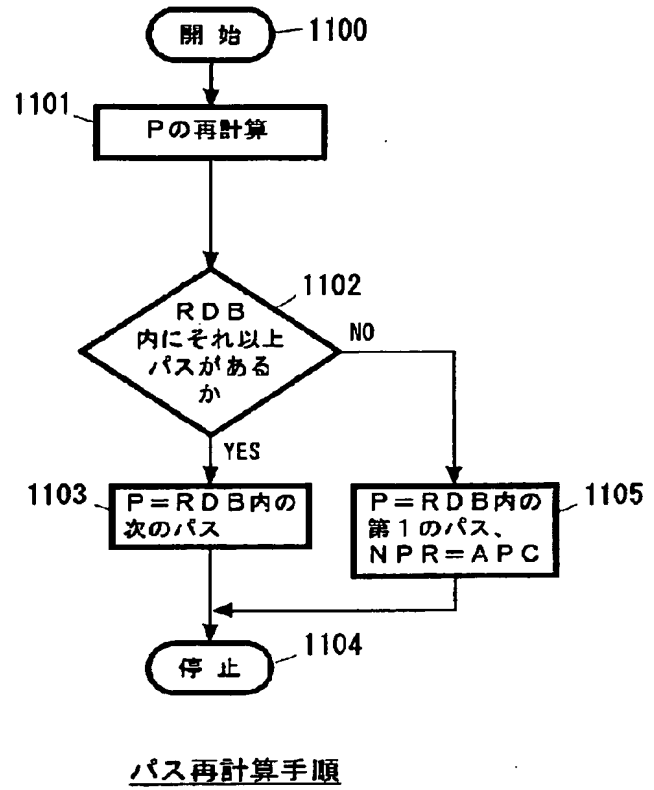 開始
1100
1101
Pの再計算
1102
RDB
内にそれ以上
パスがある
か
NO
YES
1103
P=RDB内の
次のパス
P=RDB内の
第1のパス、
NPR=APC
1105
停止
1104
パス再計算手順